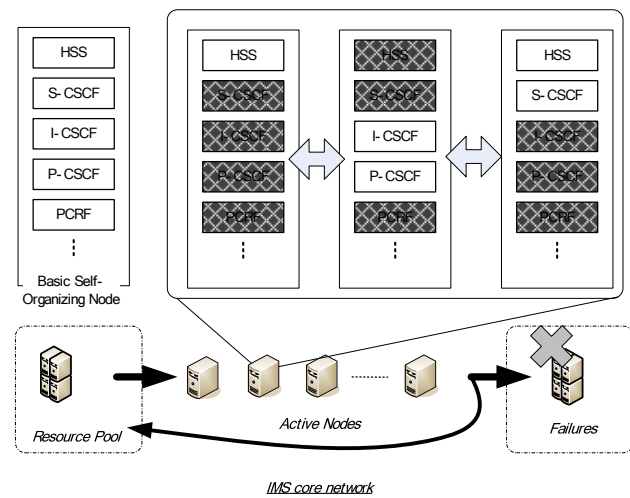 HSS
S- CSCF
I- CSCF
P- CSCF
PCRF
Basic Self-
Organizing Node
HSS
S- CSCF
I- CSCF
P- CSCF
PCRF
HSS
S- CSCF
I- CSCF
P- CSCF
PCRF
HSS
S- CSCF
I- CSCF
P- CSCF
PCRF
Resource Pool
Active Nodes
Failures
IMS core network